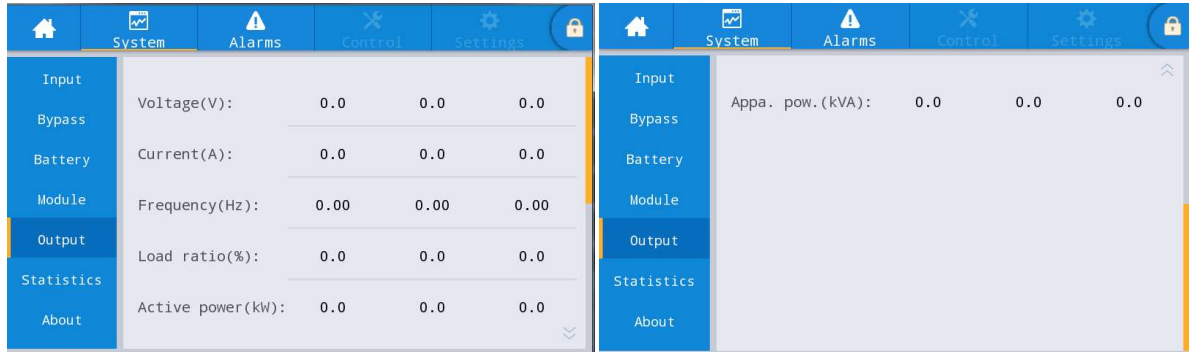 System Alarms Control Settings
Input
Bypass
Battery
Module
Output
Statistics
About
Voltage(V): 0.0 0.0 0.0
Current(A): 0.0 0.0 0.0
Frequency(Hz): 0.00 0.00 0.00
Load ratio(%): 0.0 0.0 0.0
Active power(kW): 0.0 0.0 0.0
System Alarms Control Settings
Input
Bypass
Battery
Module
Output
Statistics
About
Appa. pow.(kVA): 0.0 0.0 0.0